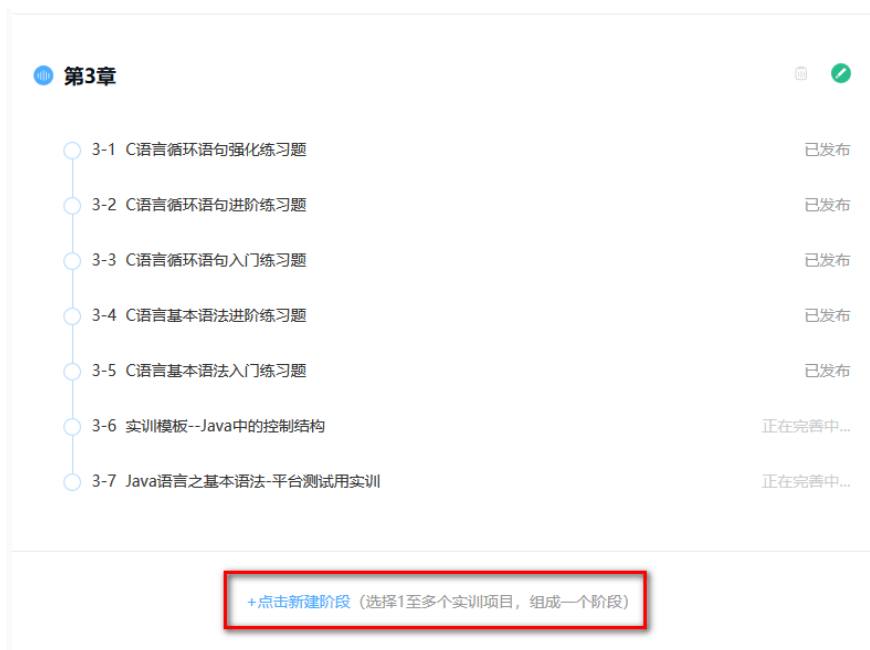 第3章
3-1 C语言循环语句强化练习题 已发布
3-2 C语言循环语句进阶练习题 已发布
3-3 C语言循环语句入门练习题 已发布
3-4 C语言基本语法进阶练习题 已发布
3-5 C语言基本语法入门练习题 已发布
3-6 实训模板--Java中的控制结构 正在完善中...
3-7 Java语言之基本语法-平台测试用实训 正在完善中...
+点击新建阶段（选择1至多个实训项目，组成一个阶段）